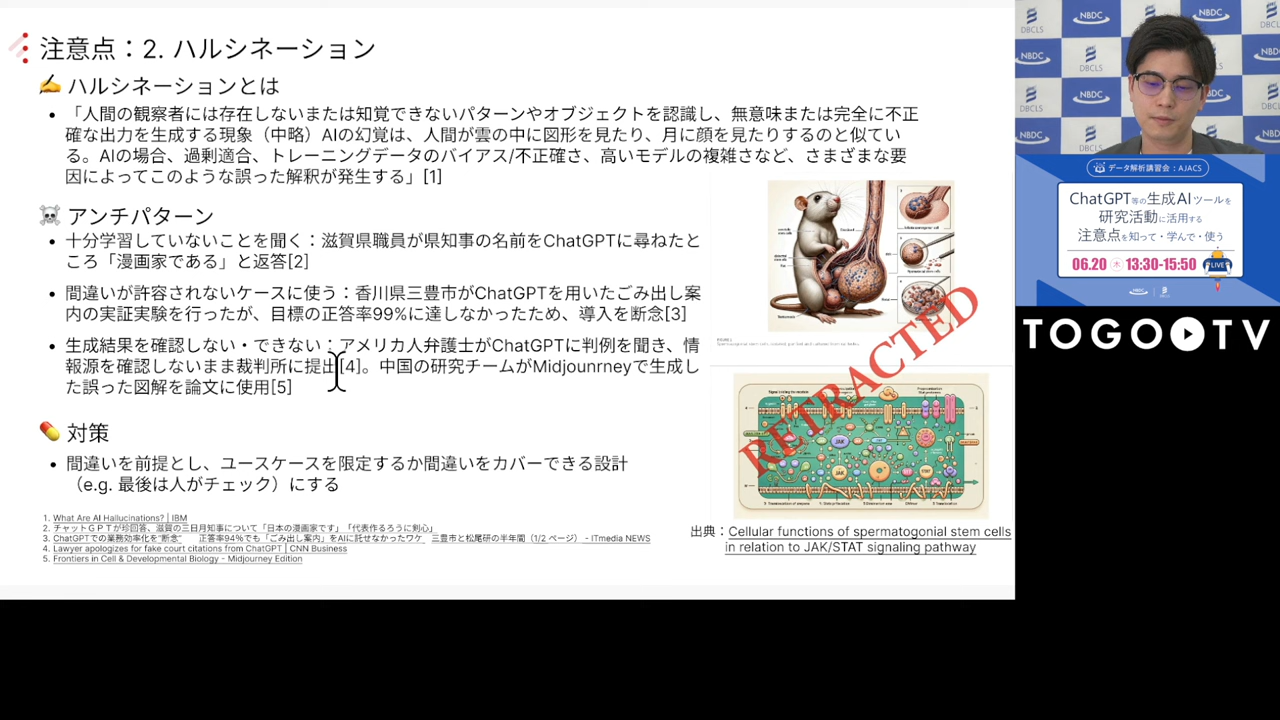 注意点：2. ハルシネーション
✍ ハルシネーションとは
• 「人間の観察者には存在しないまたは知覚できないパターンやオブジェクトを認識し、無意味または完全に不正
確な出力を生成する現象（中略）AIの幻覚は、人間が雲の中に図形を見たり、月に顔を見たりするのと似てい
る。AIの場合、過剰適合、トレーニングデータのバイアス/不正確さ、高いモデルの複雑さなど、さまざまな要
因によってこのような誤った解釈が発生する」[1]
☠ アンチパターン
• 十分学習していないことを聞く：滋賀県職員が県知事の名前をChatGPTに尋ねたと
ころ「漫画家である」と返答[2]
• 間違いが許容されないケースに使う：香川県三豊市がChatGPTを用いたごみ出し案
内の実証実験を行ったが、目標の正答率99%に達しなかったため、導入を断念[3]
• 生成結果を確認しない・できない：アメリカ人弁護士がChatGPTに判例を聞き、情
報源を確認しないまま裁判所に提出[4]。中国の研究チームがMidjounrneyで生成し
た誤った図解を論文に使用[5]
💊 対策
• 間違いを前提とし、ユースケースを限定するか間違いをカバーできる設計
（e.g. 最後は人がチェック）にする
1. What Are AI Hallucinations? | IBM
2. チャットＧＰＴが珍回答、滋賀の三日月知事について「日本の漫画家です」「代表作るろうに剣心」
3. ChatGPTでの業務効率化を“断念” 正答率94%でも「ごみ出し案内」をAIに託せなかったワケ 三豊市と松尾研の半年間（1/2 ページ） - ITmedia NEWS
4. Lawyer apologizes for fake court citations from ChatGPT | CNN Business
5. Frontiers in Cell & Developmental Biology - Midjourney Edition
RETRACTED
JAK
JAK
出典：Cellular functions of spermatogonial stem cells
in relation to JAK/STAT signaling pathway
NBDC
DBCLS
データ解析講習会：AJACS
ChatGPT等の生成AIツールを
研究活動に活用する
注意点を知って・学んで・使う
06.20 木 13:30-15:50 LIVE
NBDC
TOGO TV